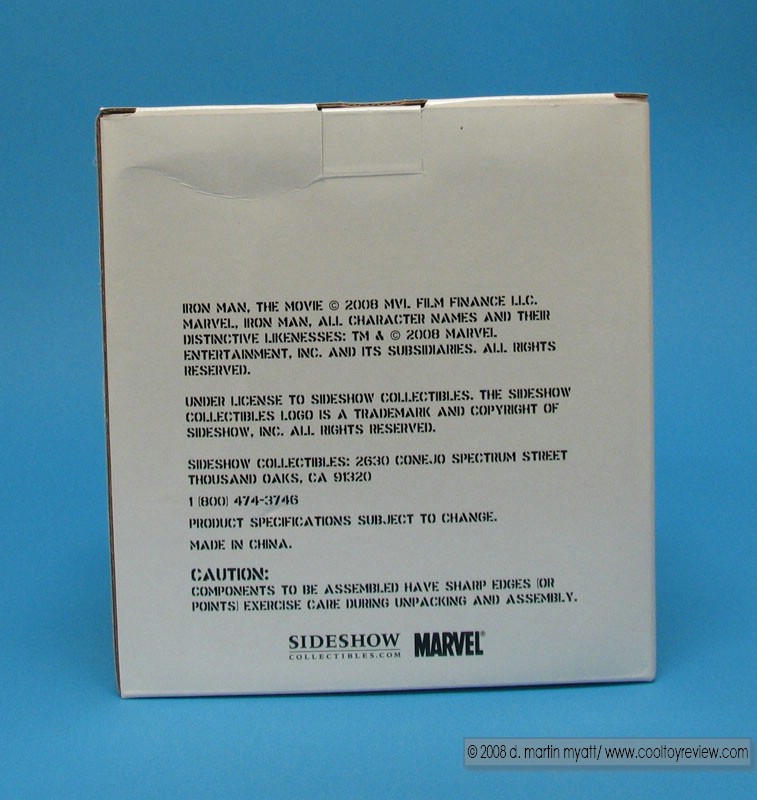 IRON MAN, THE MOVIE © 2008 MVL FILM FINANCE LLC.
MARVEL, IRON MAN, ALL CHARACTER NAMES AND THEIR
DISTINCTIVE LIKENESSES: TM & © 2008 MARVEL
ENTERTAINMENT, INC. AND ITS SUBSIDIARIES. ALL RIGHTS
RESERVED.
UNDER LICENSE TO SIDESHOW COLLECTIBLES. THE SIDESHOW
COLLECTIBLES LOGO IS A TRADEMARK AND COPYRIGHT OF
SIDESHOW, INC. ALL RIGHTS RESERVED.
SIDESHOW COLLECTIBLES: 2630 CONEJO SPECTRUM STREET
THOUSAND OAKS, CA 91320
1 (800) 474-3746
PRODUCT SPECIFICATIONS SUBJECT TO CHANGE.
MADE IN CHINA.
CAUTION:
COMPONENTS TO BE ASSEMBLED HAVE SHARP EDGES (OR
POINTS) EXERCISE CARE DURING UNPACKING AND ASSEMBLY.
SIDESHOW MARVEL®
COLLECTIBLES.COM
© 2008 d. martin myatt/ www.cooltoyreview.com